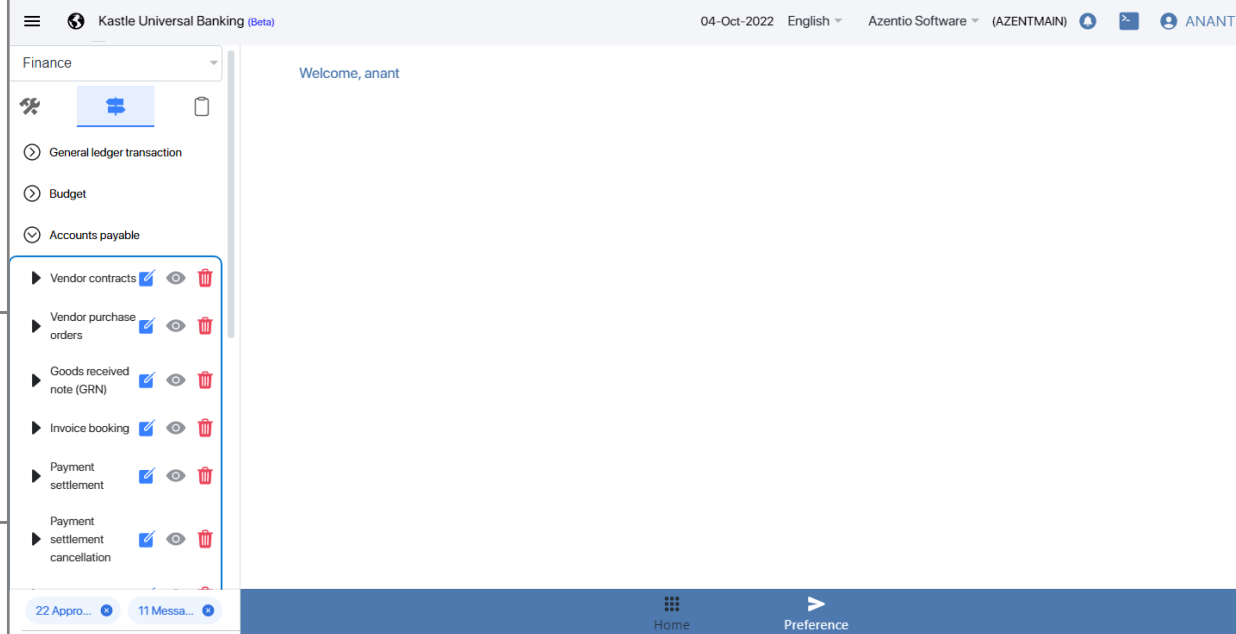 Kastle Universal Banking (Beta)
04-Oct-2022 English Azentio Software (AZENTMAIN) ANANT
Finance
Welcome, anant
General ledger transaction
Budget
Accounts payable
Vendor contracts
Vendor purchase
orders
Goods received
note (GRN)
Invoice booking
Payment
settlement
Payment
settlement
cancellation
22 Appro...
11 Messa...
Home
Preference